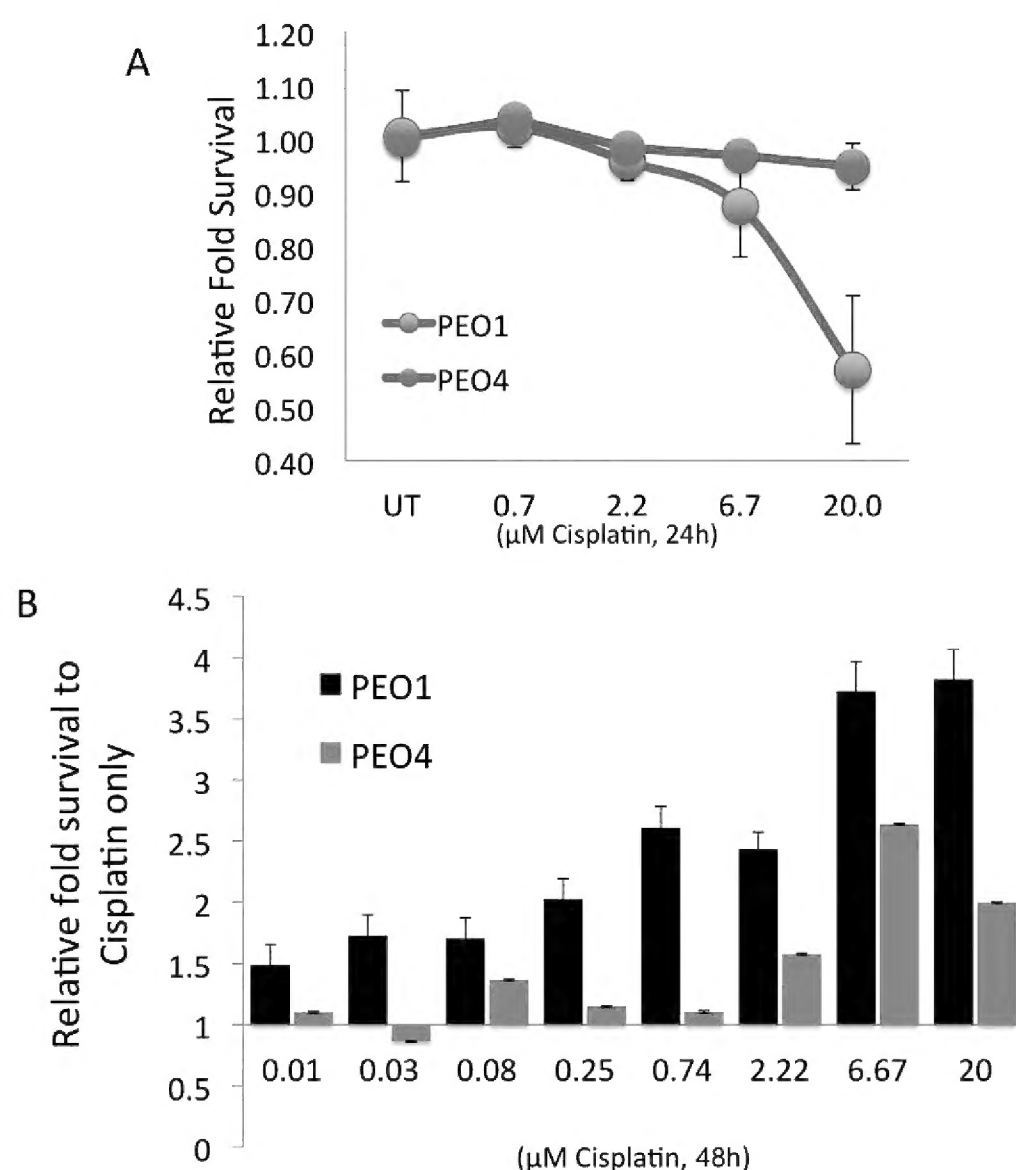 A
Relative Fold Survival
1.20
1.10
1.00
0.90
0.80
0.70
0.60
0.50
0.40
PEO1
PEO4
UT 0.7 2.2 6.7 20.0
(µM Cisplatin, 24h)
B
Relative fold survival to
Cisplatin only
4.5
4
3.5
3
2.5
2
1.5
1
0.5
0
PEO1
PEO4
0.01 0.03 0.08 0.25 0.74 2.22 6.67 20
(µM Cisplatin, 48h)